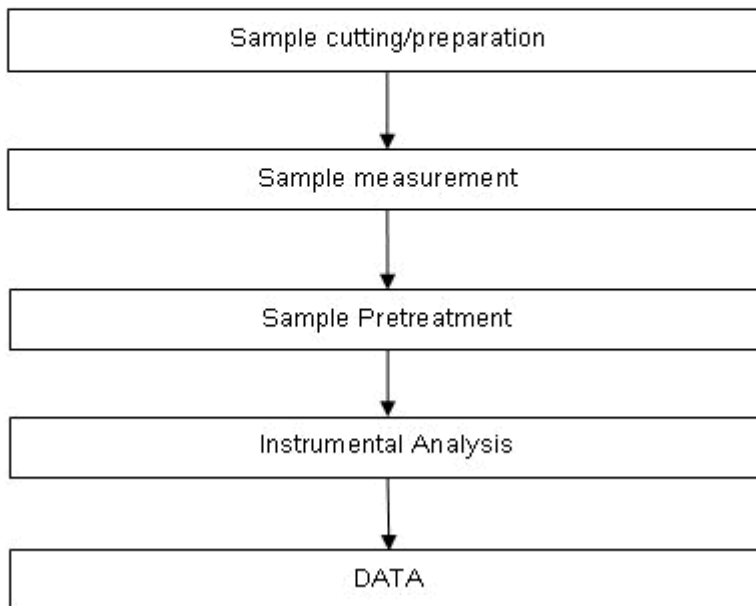 Sample cutting/preparation
Sample measurement
Sample Pretreatment
Instrumental Analysis
DATA